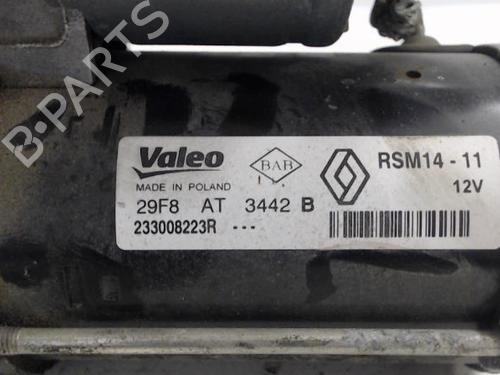 B-PARTS
Valeo
MADE IN POLAND
BAB
RSM14 - 11
12V
29F8 AT 3442 B
233008223R ---